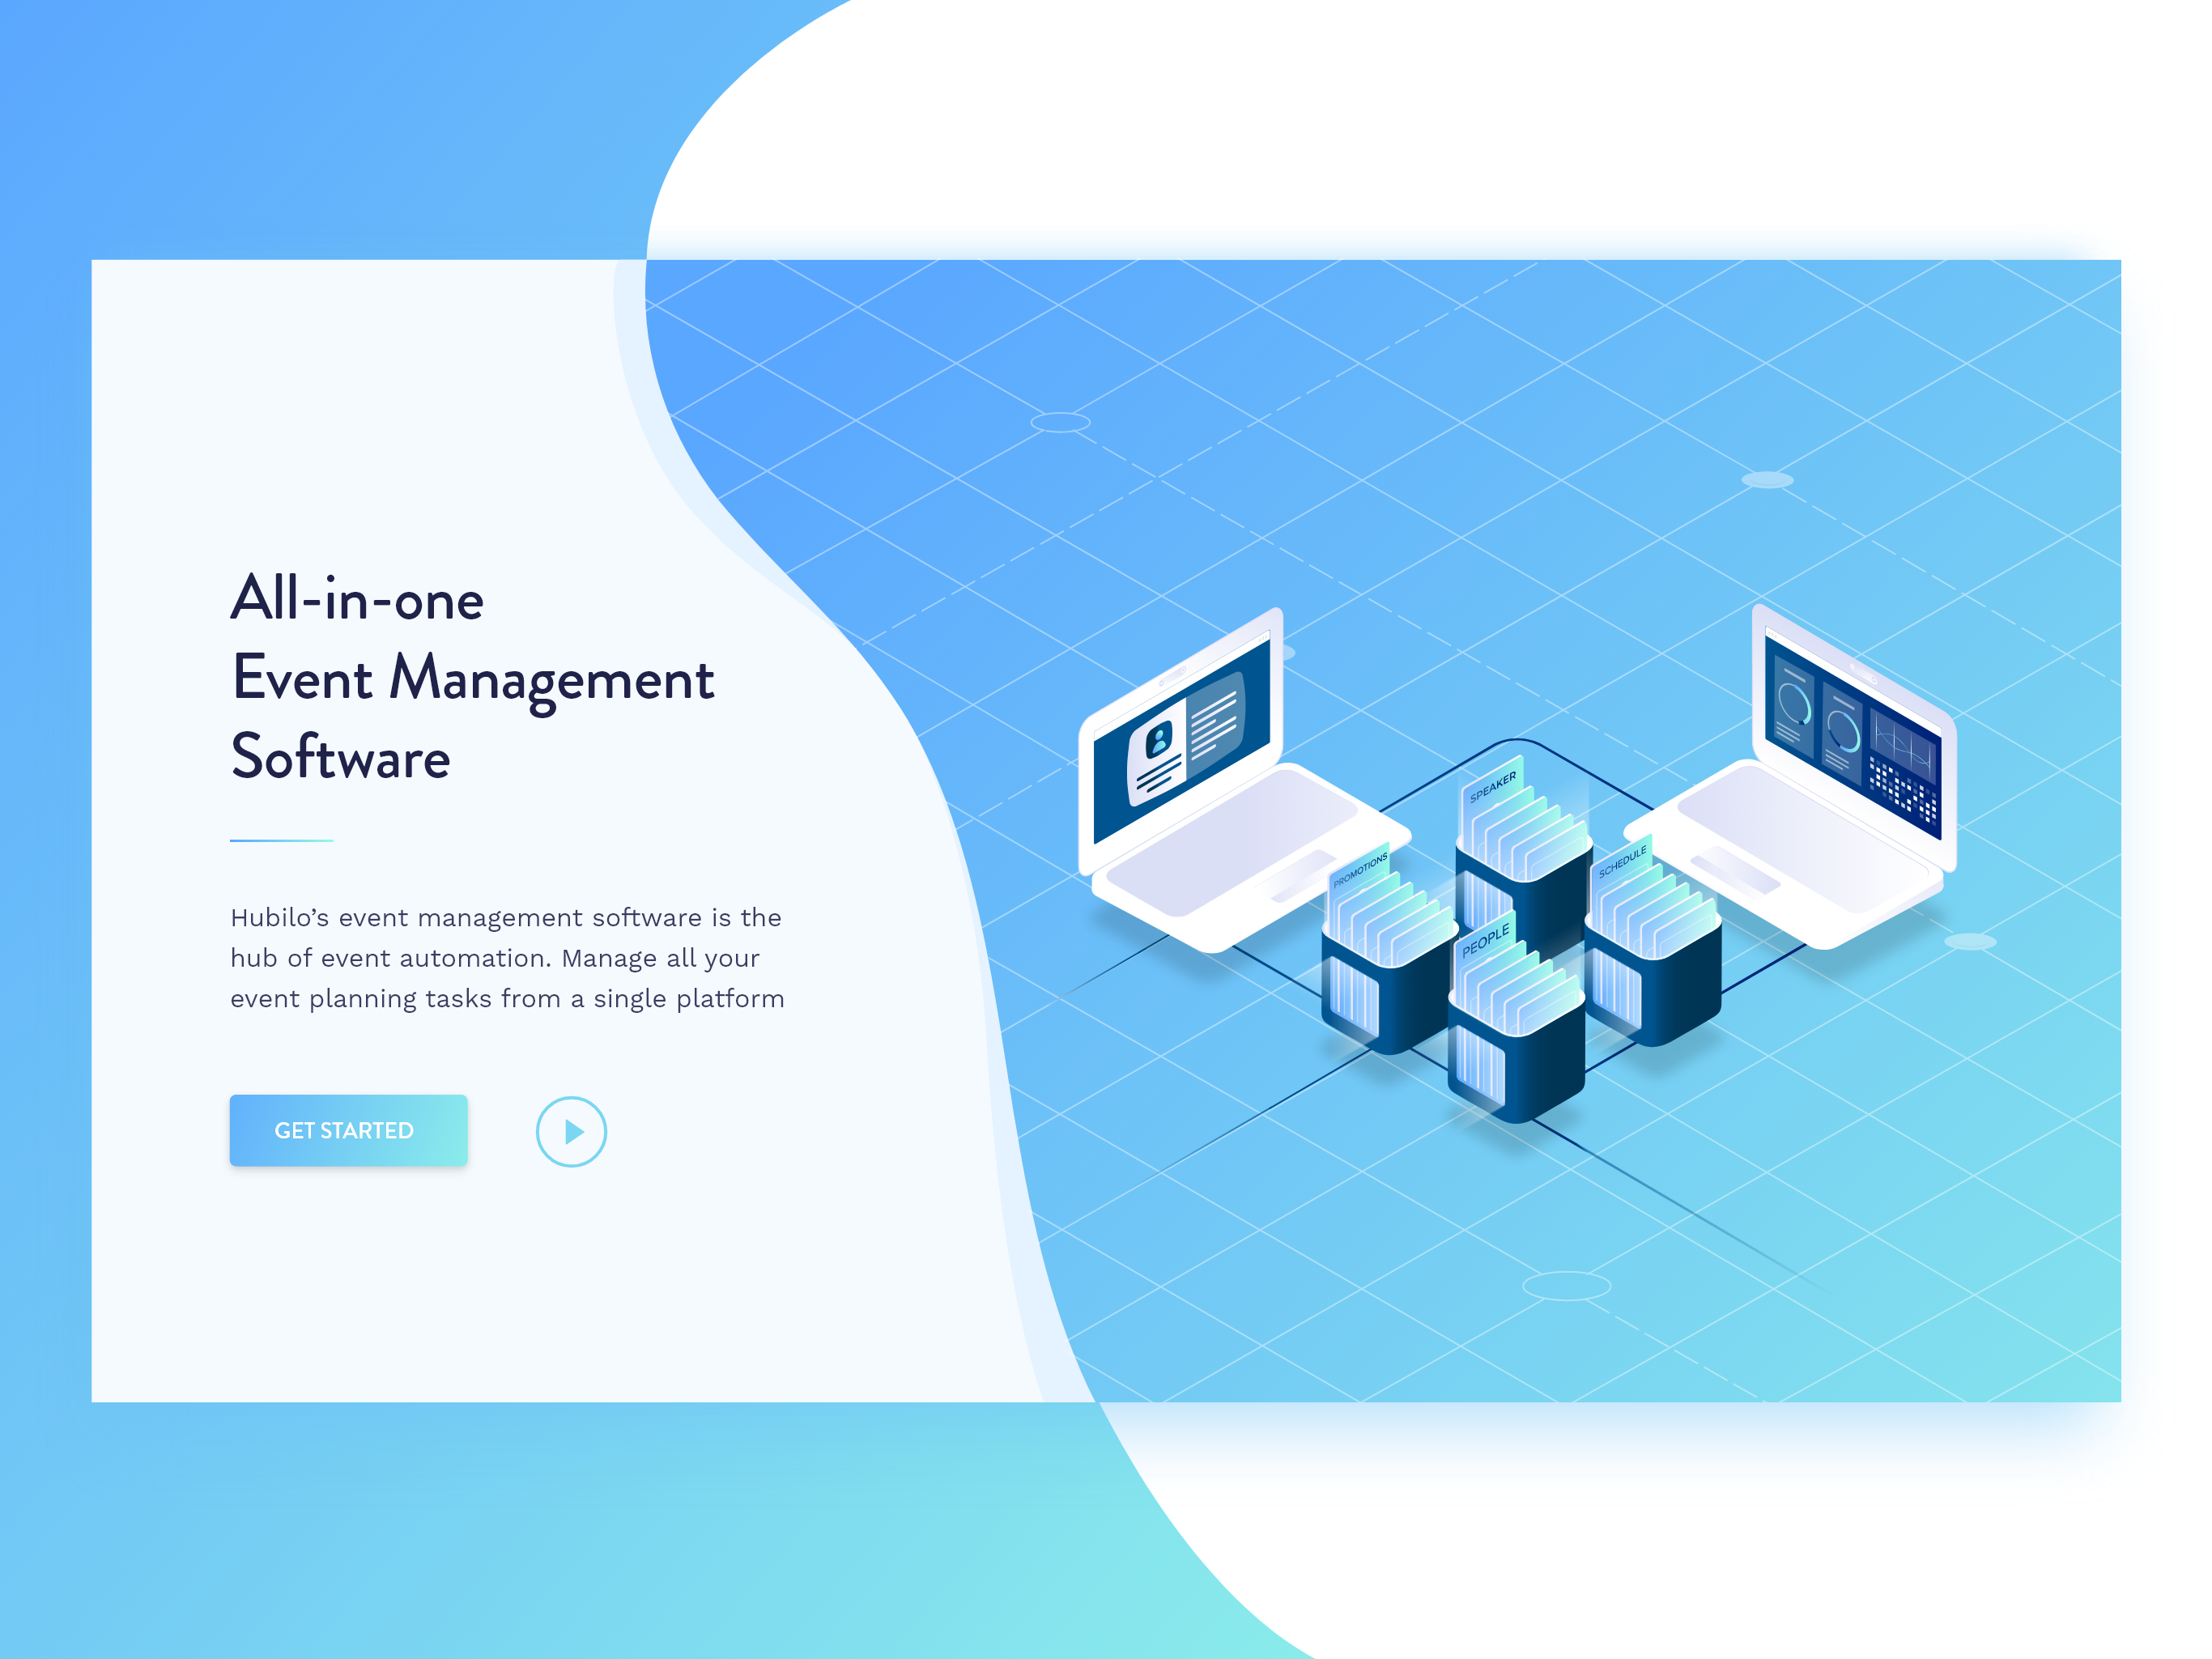 All-in-one
Event Management
Software
Hubilo’s event management software is the
hub of event automation. Manage all your
event planning tasks from a single platform
GET STARTED
SPEAKER
PROMOTIONS
SCHEDULE
PEOPLE